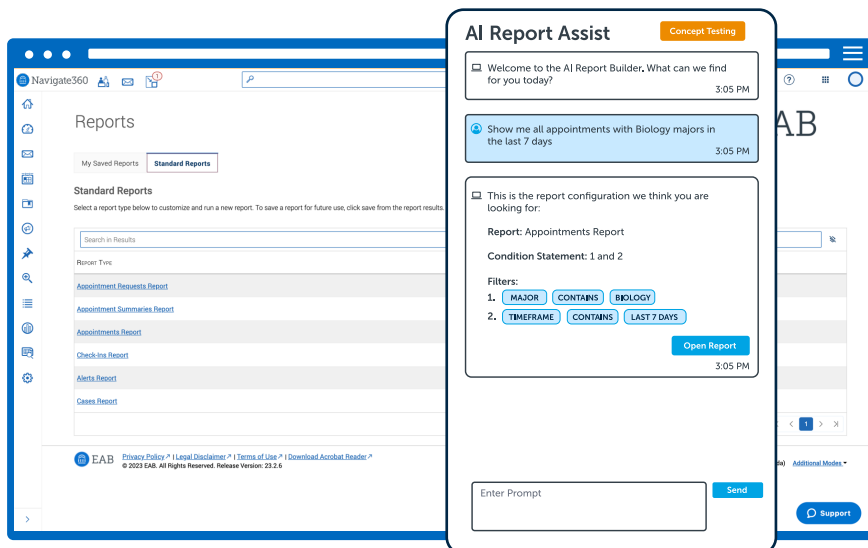 AI Report Assist
Concept Testing
Welcome to the AI Report Builder. What can we find
for you today?
3:05 PM
Show me all appointments with Biology majors in
the last 7 days
3:05 PM
This is the report configuration we think you are
looking for:
Report: Appointments Report
Condition Statement: 1 and 2
Filters:
1. MAJOR CONTAINS BIOLOGY
2. TIMEFRAME CONTAINS LAST 7 DAYS
Open Report
3:05 PM
Enter Prompt
Send
Navigate360
1
?
Reports
EAB
My Saved Reports Standard Reports
Standard Reports
Select a report type below to customize and run a new report. To save a report for future use, click save from the report results.
Search in Results
REPORT TYPE
Appointment Requests Report
Appointment Summaries Report
Appointments Report
Check-Ins Report
Alerts Report
Cases Report
1
EAB
Privacy Policy | Legal Disclaimer | Terms of Use | Download Acrobat Reader
© 2023 EAB. All Rights Reserved. Release Version: 23.2.6
Additional Modes
Support